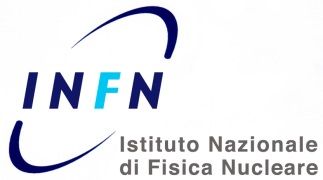 INFN
Istituto Nazionale
di Fisica Nucleare